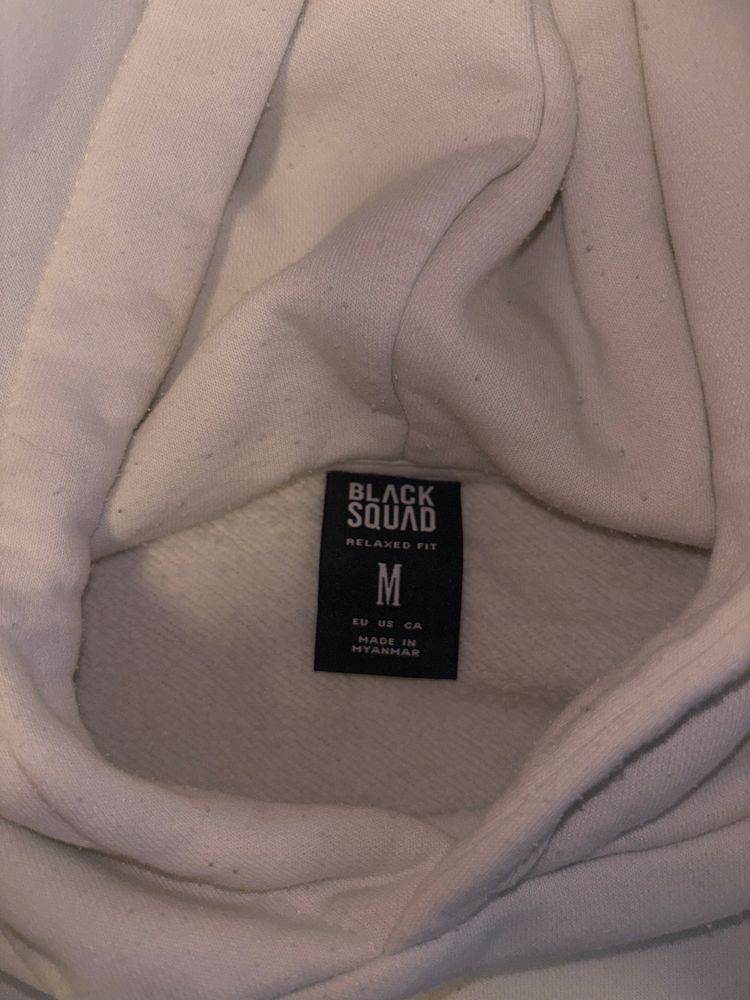 BLACK
SQUAD
RELAXED FIT
M
EU US CA
MADE IN
MYANMAR